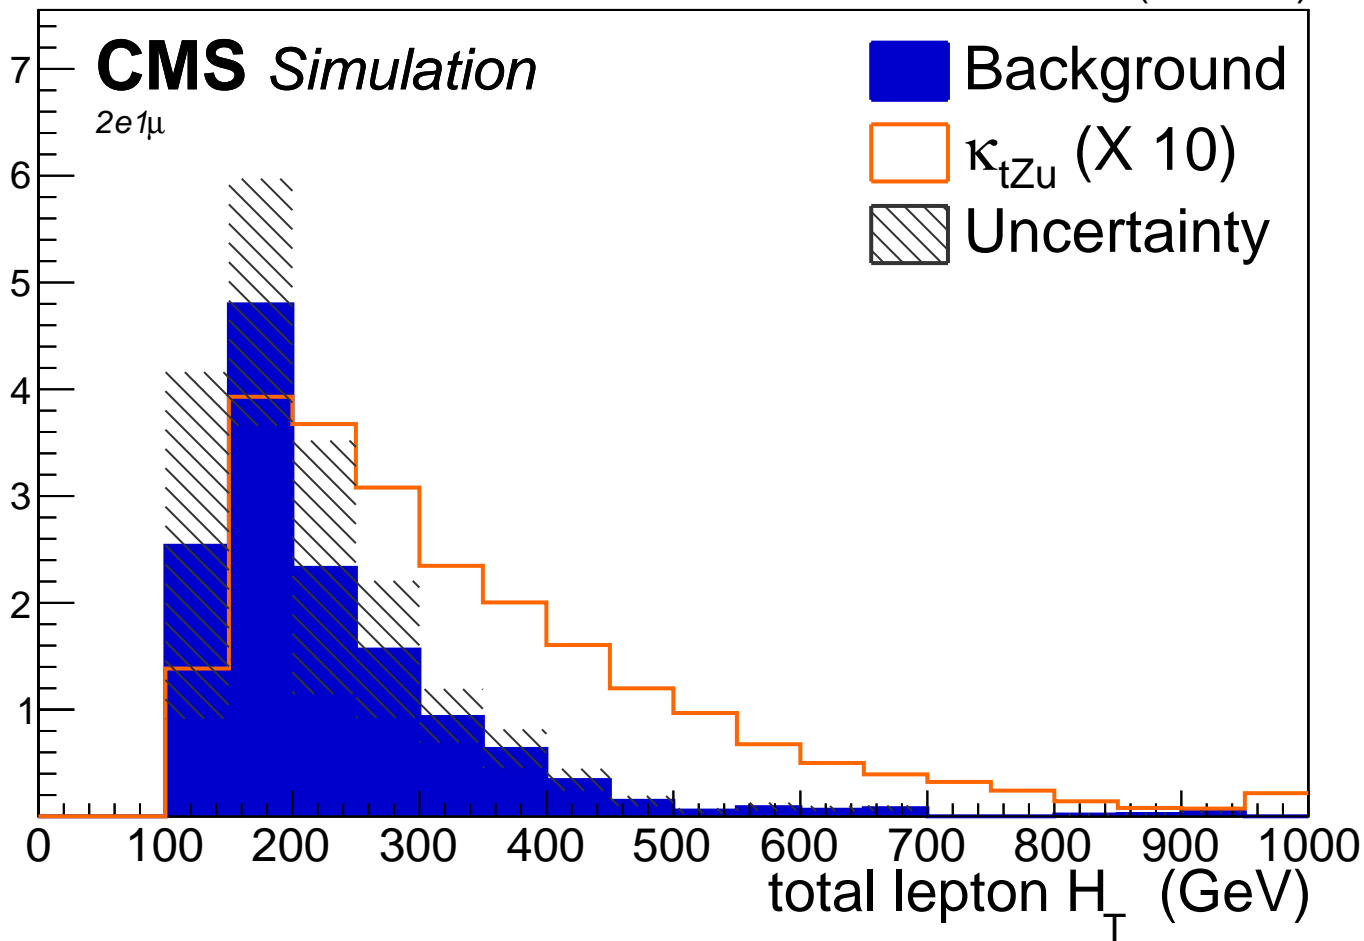 CMS Simulation
2e1μ
Background
κtZu (X 10)
Uncertainty
7
6
5
4
3
2
1
0 100 200 300 400 500 600 700 800 900 1000
total lepton HT (GeV)